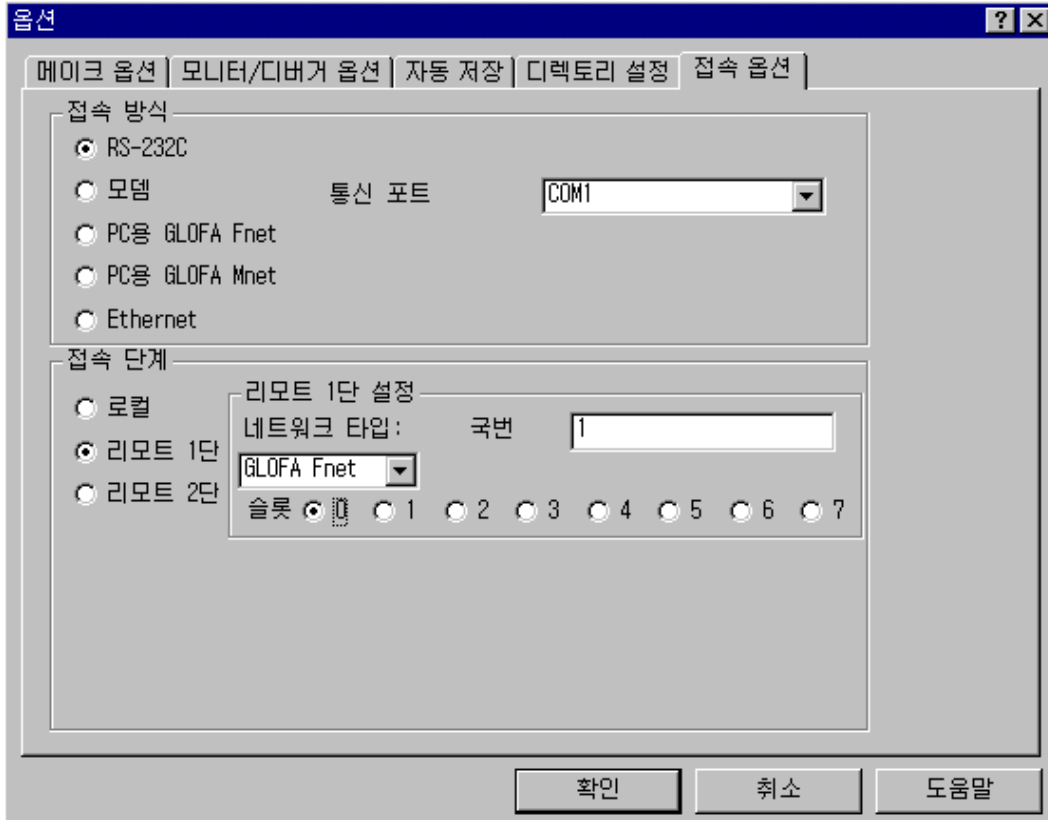 옵션
메이크 옵션 모니터/디버거 옵션 자동 저장 디렉토리 설정 접속 옵션
접속 방식
RS-232C
모뎀 통신 포트 COM1
PC용 GLOFA Fnet
PC용 GLOFA Mnet
Ethernet
접속 단계
리모트 1단 설정
로컬
네트워크 타입: 국번 1
리모트 1단
GLOFA Fnet
리모트 2단
슬롯 0 1 2 3 4 5 6 7
확인 취소 도움말